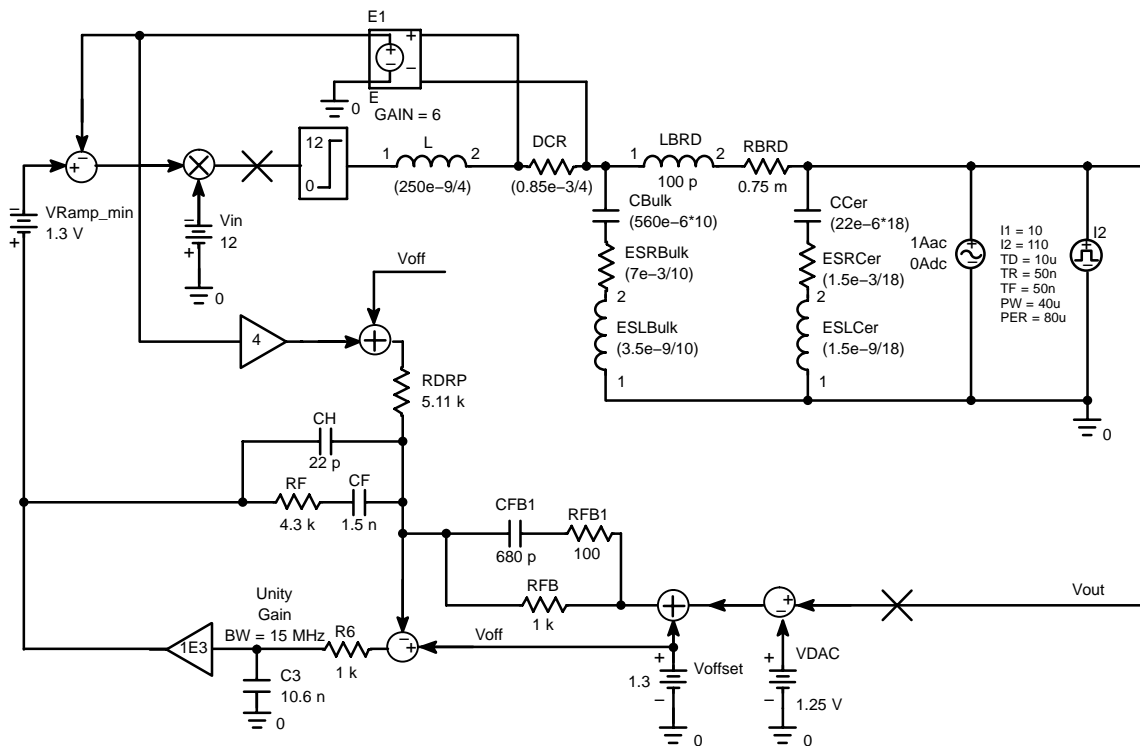 E1
+
+
−
−
E
0
GAIN = 6
−
+
12
0
L
1 2
(250e−9/4)
DCR
(0.85e−3/4)
LBRD
1 2
100 p
RBRD
0.75 m
−
VRamp_min
+
1.3 V
−
Vin
12
+
0
CBulk
(560e−6*10)
ESRBulk
(7e−3/10)
2
ESLBulk
(3.5e−9/10)
1
CCer
(22e−6*18)
ESRCer
(1.5e−3/18)
2
ESLCer
(1.5e−9/18)
1
1Aac
0Adc
+
−
I1 = 10
I2 = 110
TD = 10u
TR = 50n
TF = 50n
PW = 40u
PER = 80u
I2
+
−
0
Voff
4
RDRP
5.11 k
CH
22 p
RF
4.3 k
CF
1.5 n
CFB1
680 p
RFB1
100
RFB
1 k
Unity
Gain
BW = 15 MHz
1E3
R6
1 k
C3
10.6 n
0
−
+
Voff
+
1.3
−
Voffset
0
+
−
VDAC
+
−
1.25 V
0
Vout